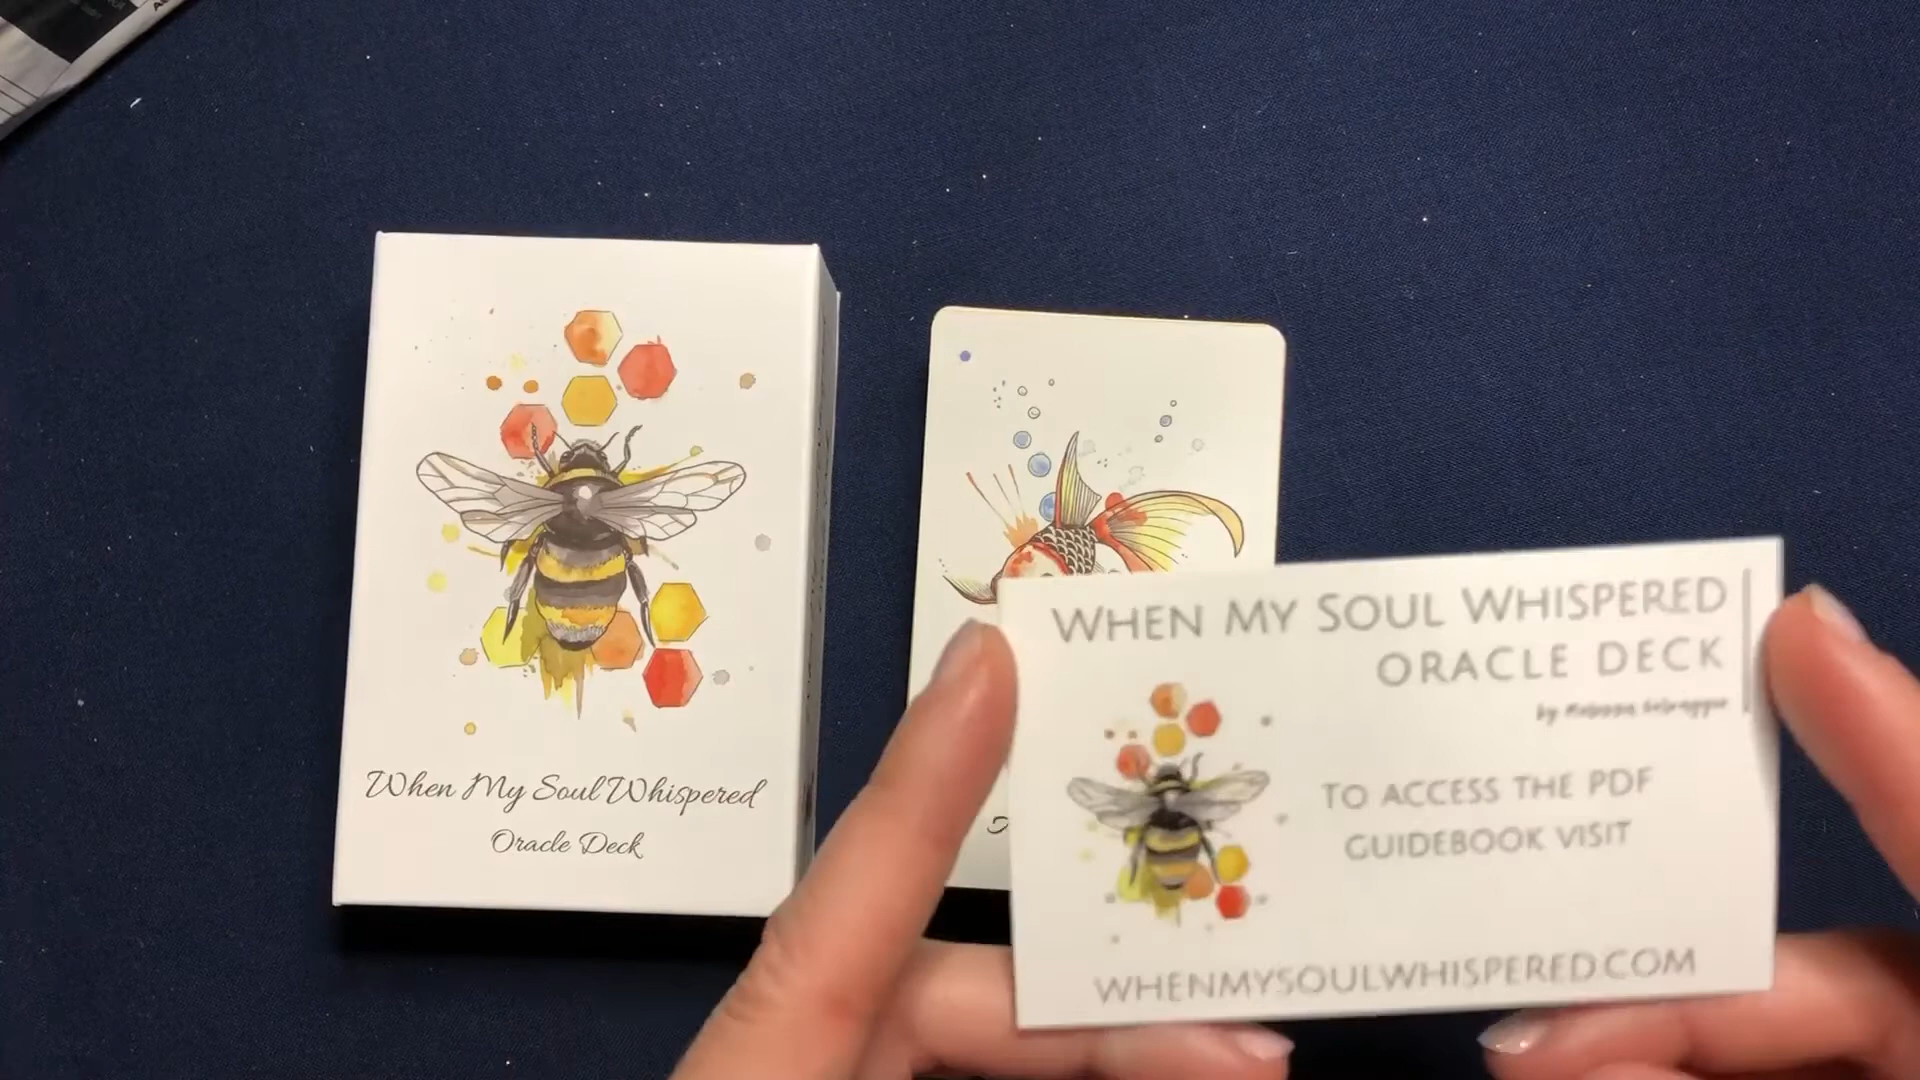 When My Soul Whispered
Oracle Deck
WHEN MY SOUL WHISPERED
ORACLE DECK
by
TO ACCESS THE PDF
GUIDEBOOK VISIT
WHENMYSOULWHISPERED.COM